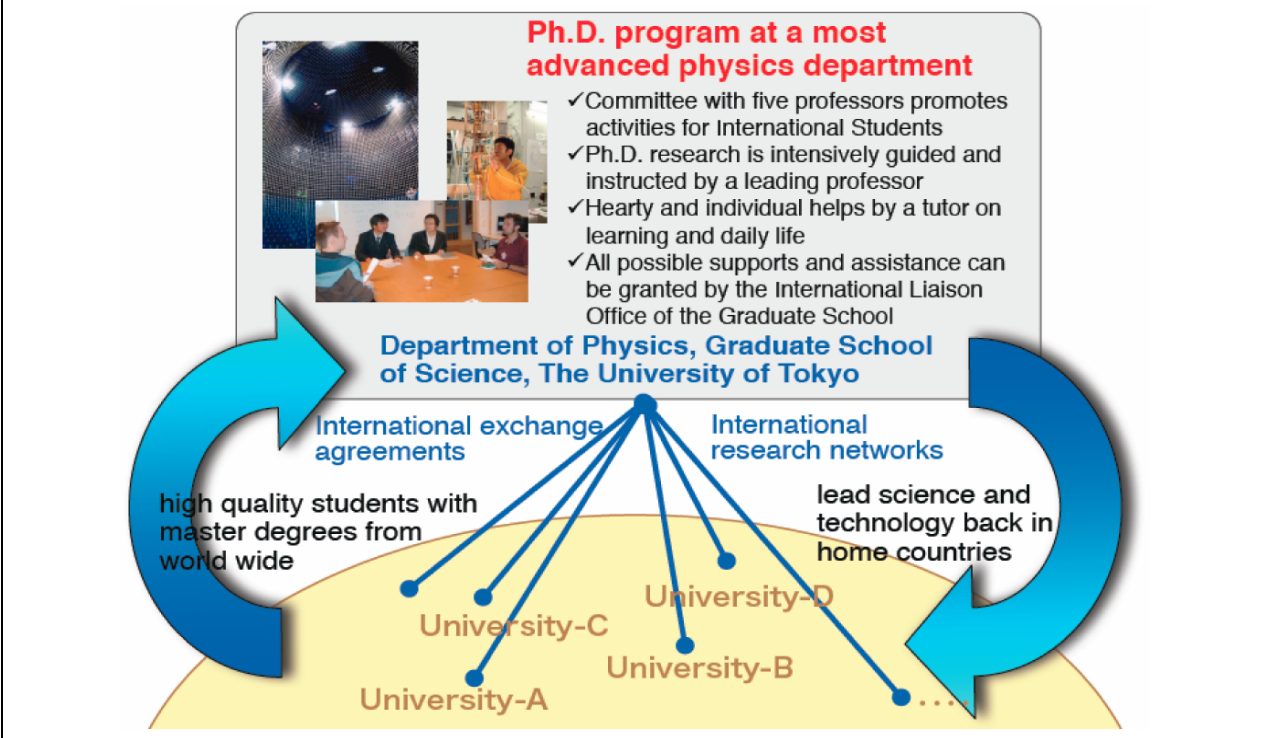 Ph.D. program at a most
advanced physics department
✓Committee with five professors promotes
activities for International Students
✓Ph.D. research is intensively guided and
instructed by a leading professor
✓Hearty and individual helps by a tutor on
learning and daily life
✓All possible supports and assistance can
be granted by the International Liaison
Office of the Graduate School
Department of Physics, Graduate School
of Science, The University of Tokyo
International exchange
agreements
International
research networks
high quality students with
master degrees from
world wide
lead science and
technology back in
home countries
University-D
University-C
University-B
University-A
.....